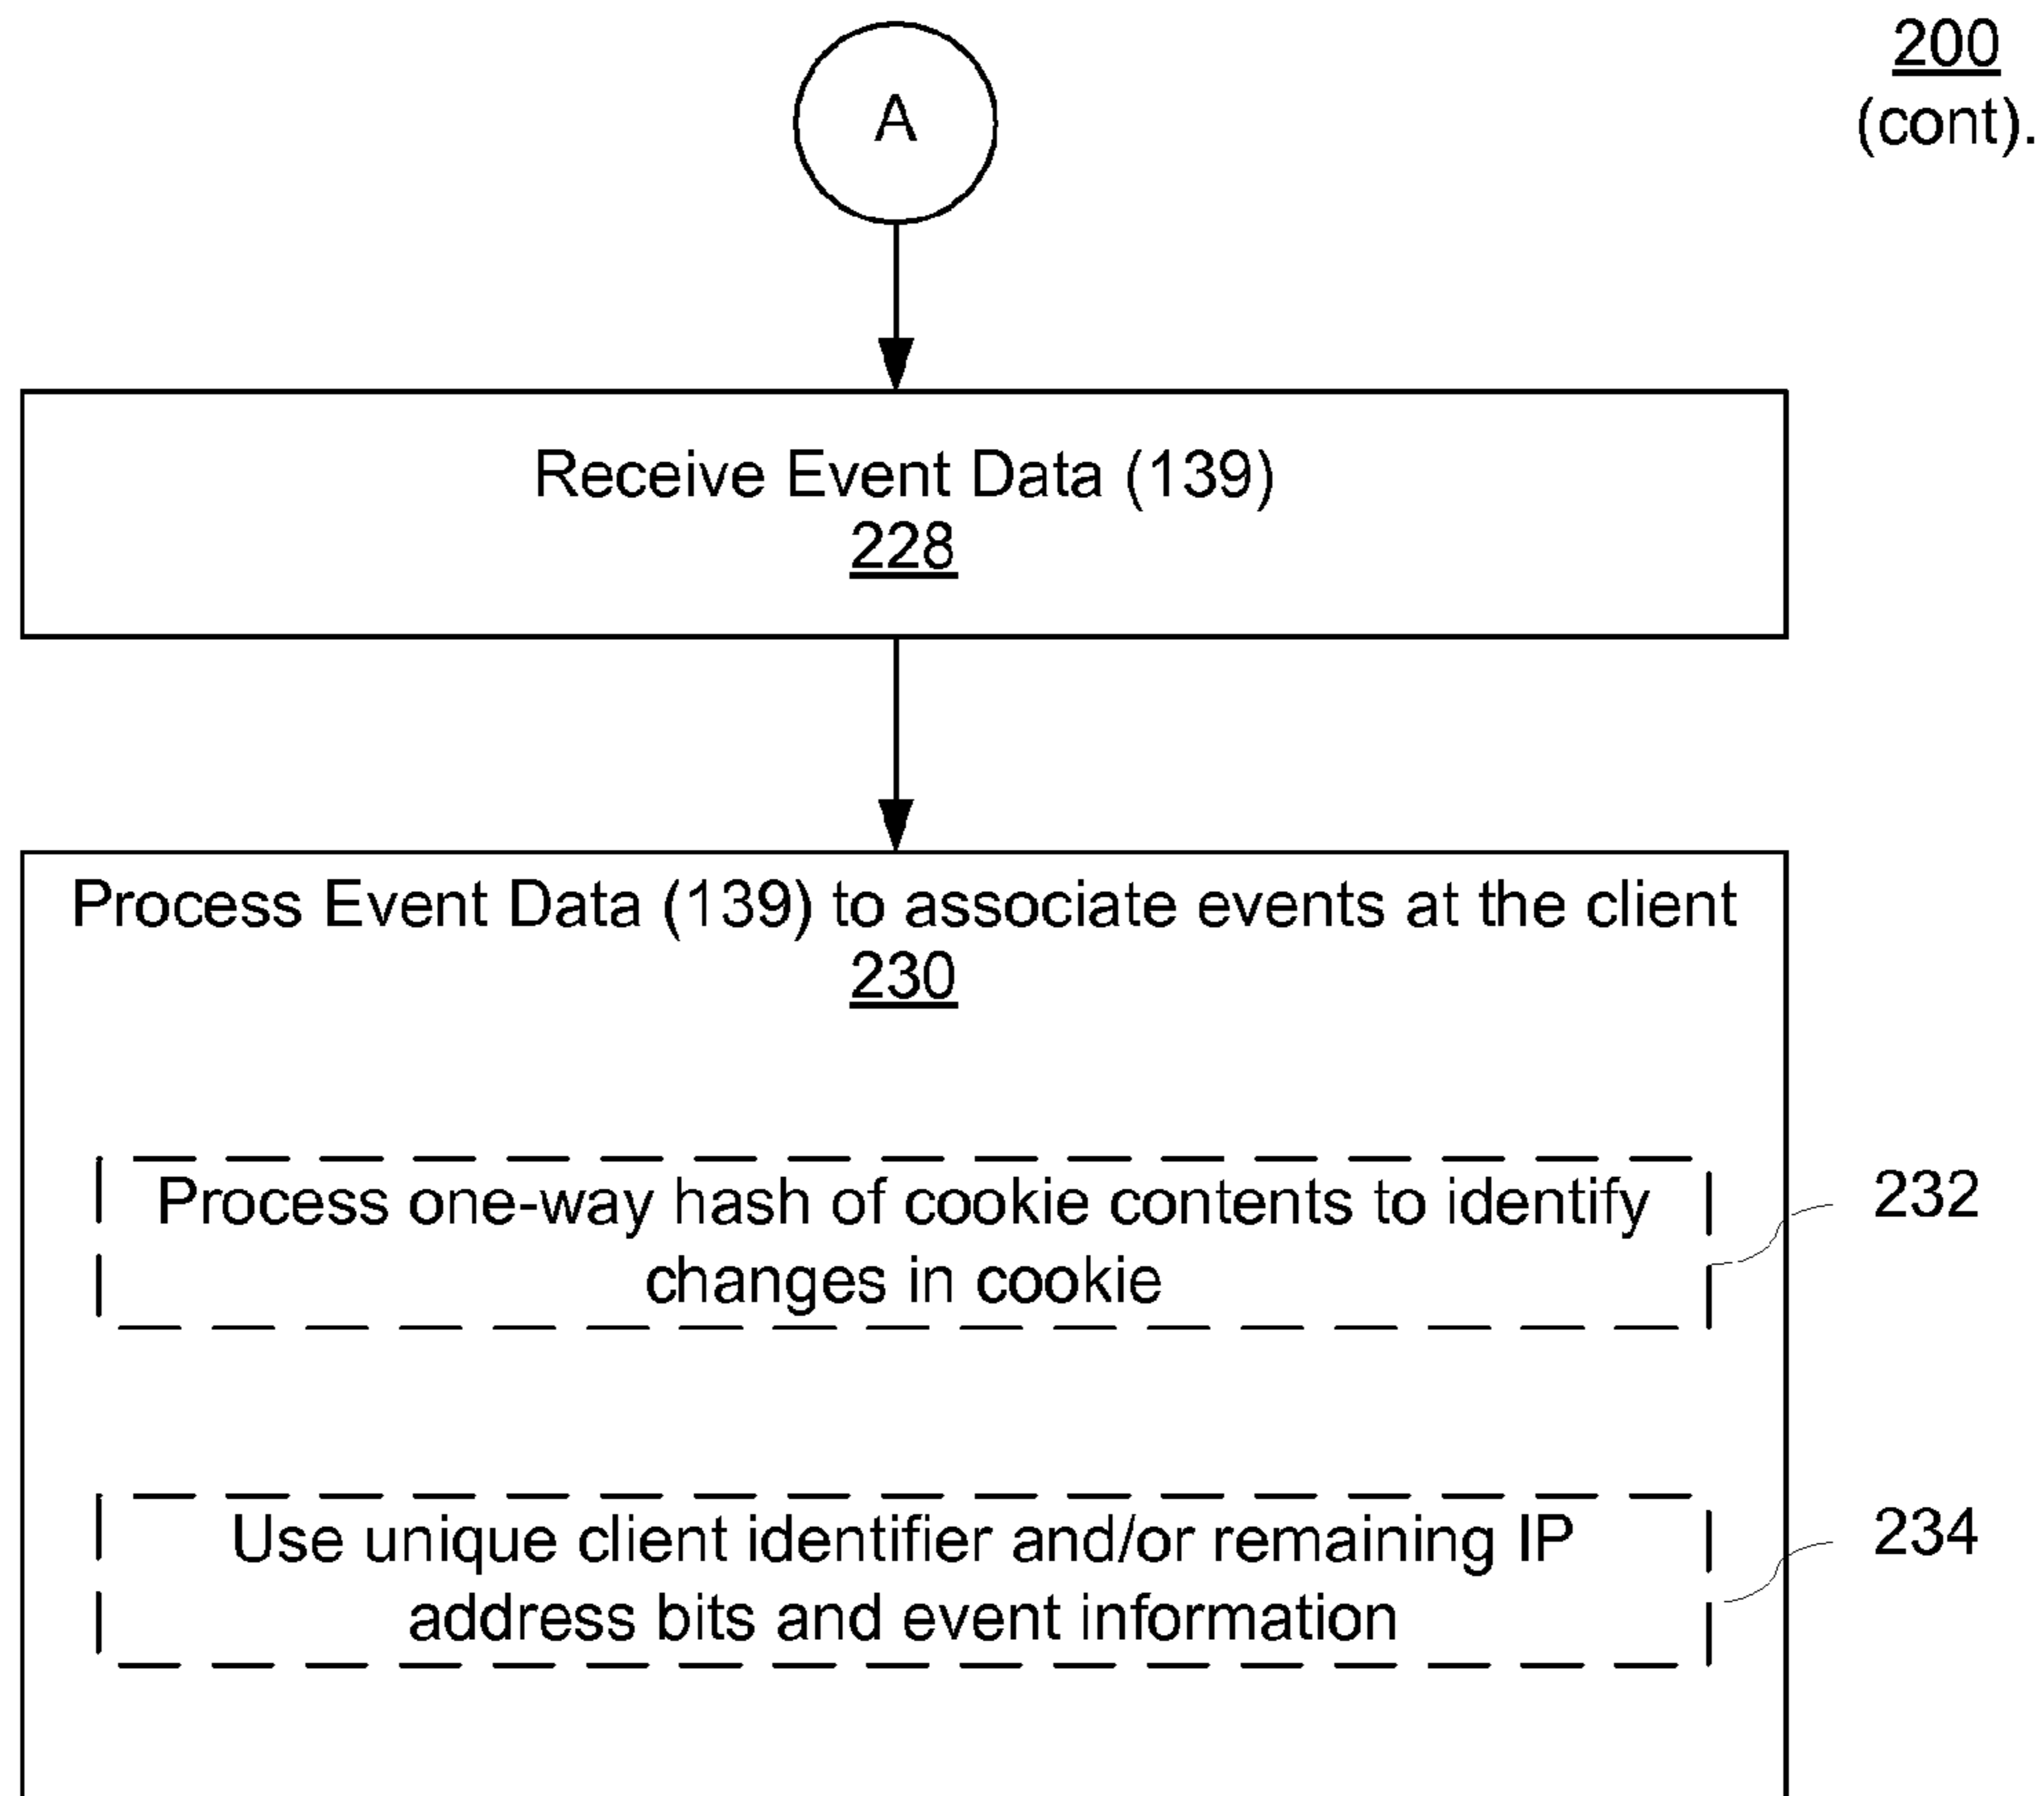 200
(cont).
A
Receive Event Data (139)
228
Process Event Data (139) to associate events at the client
230
Process one-way hash of cookie contents to identify
changes in cookie
232
Use unique client identifier and/or remaining IP
address bits and event information
234